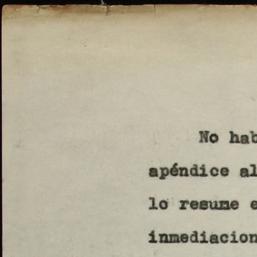 No hab
apéndice al
lo resume e
inmediacion